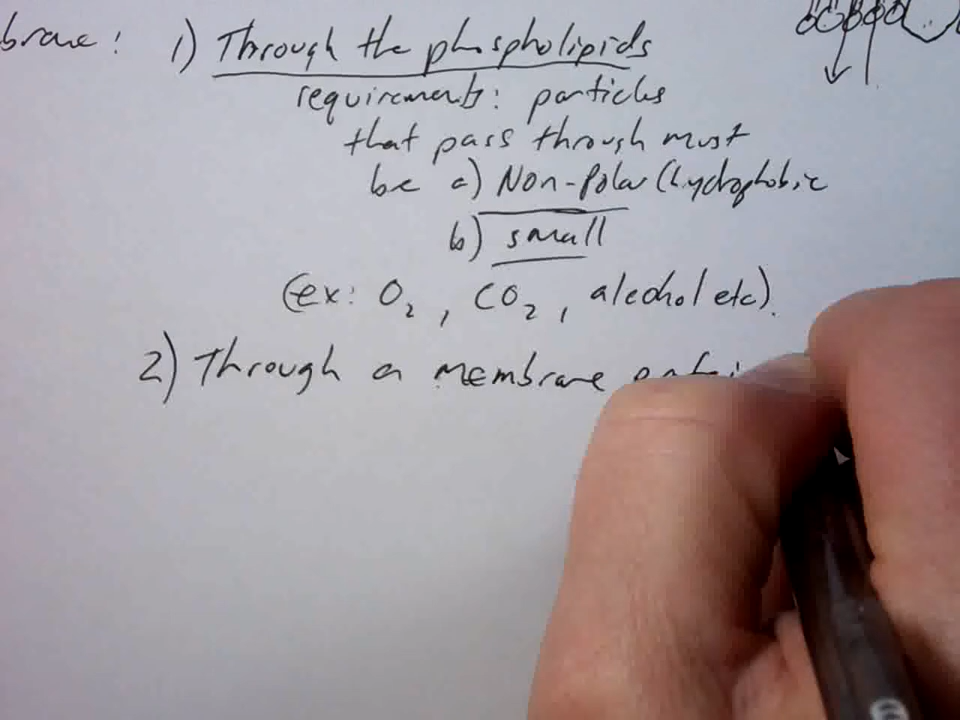 brane: 1) Through the phospholipids
requirements: particles
that pass through must
be a) Non-Polar (hydrophobic
b) small
(ex: O₂, CO₂, alcohol etc).
2) Through a membrane